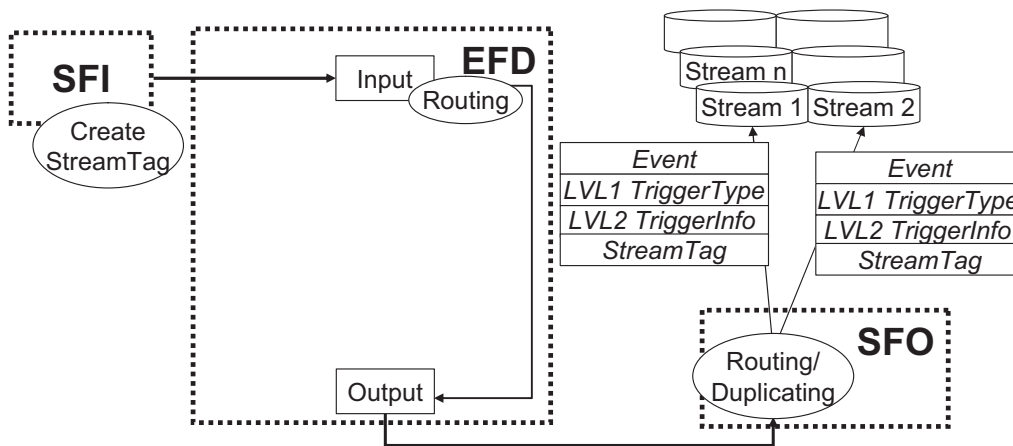 SFI
Create
StreamTag
EFD
Input
Routing
Output
Stream n
Stream 1
Stream 2
Event
LVL1 TriggerType
LVL2 TriggerInfo
StreamTag
Event
LVL1 TriggerType
LVL2 TriggerInfo
StreamTag
SFO
Routing/
Duplicating